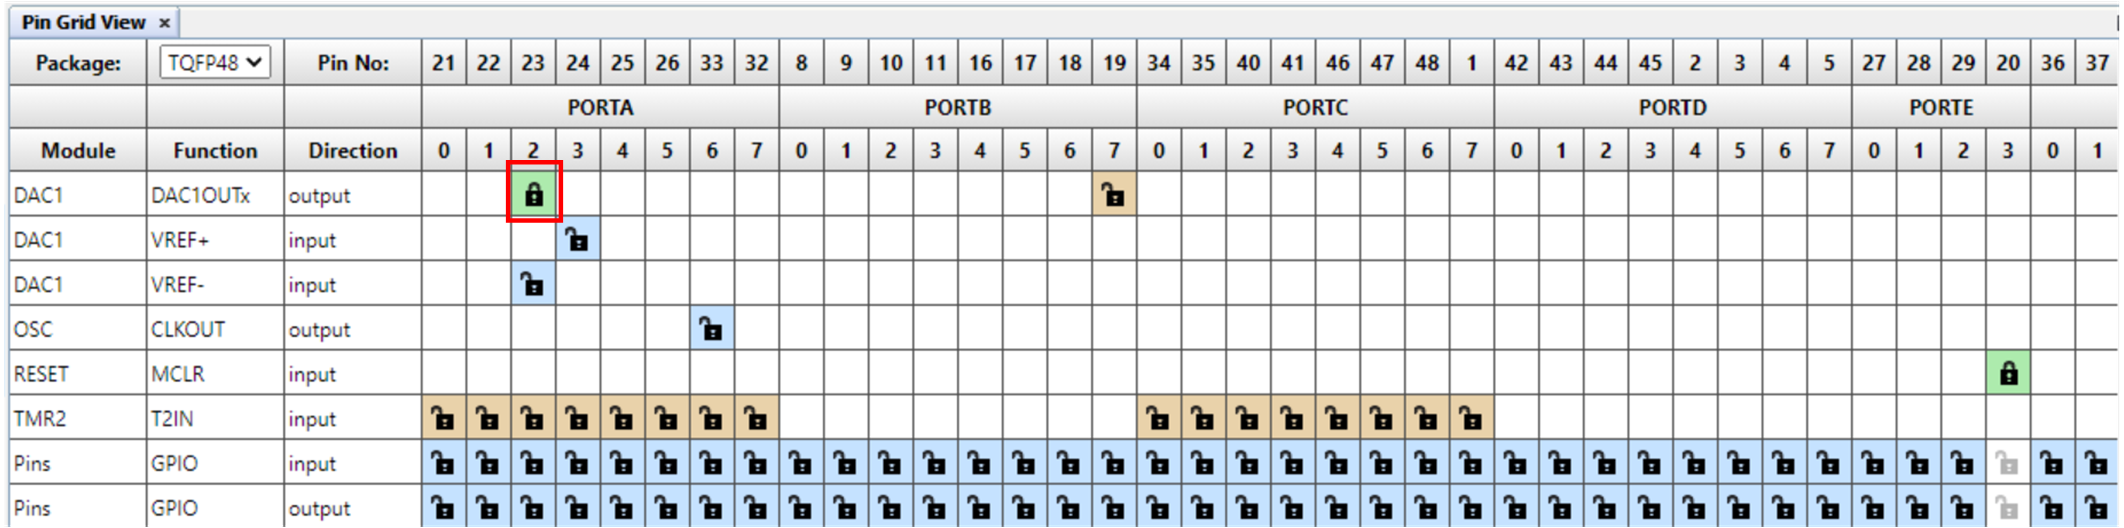 Pin Grid View ×
Package: TQFP48 Pin No: 21 22 23 24 25 26 33 32 8 9 10 11 16 17 18 19 34 35 40 41 46 47 48 1 42 43 44 45 2 3 4 5 27 28 29 20 36 37
PORTA PORTB PORTC PORTD PORTE
Module Function Direction 0 1 2 3 4 5 6 7 0 1 2 3 4 5 6 7 0 1 2 3 4 5 6 7 0 1 2 3 4 5 6 7 0 1 2 3 0 1
DAC1 DAC1OUTx output
DAC1 VREF+ input
DAC1 VREF- input
OSC CLKOUT output
RESET MCLR input
TMR2 T2IN input
Pins GPIO input
Pins GPIO output